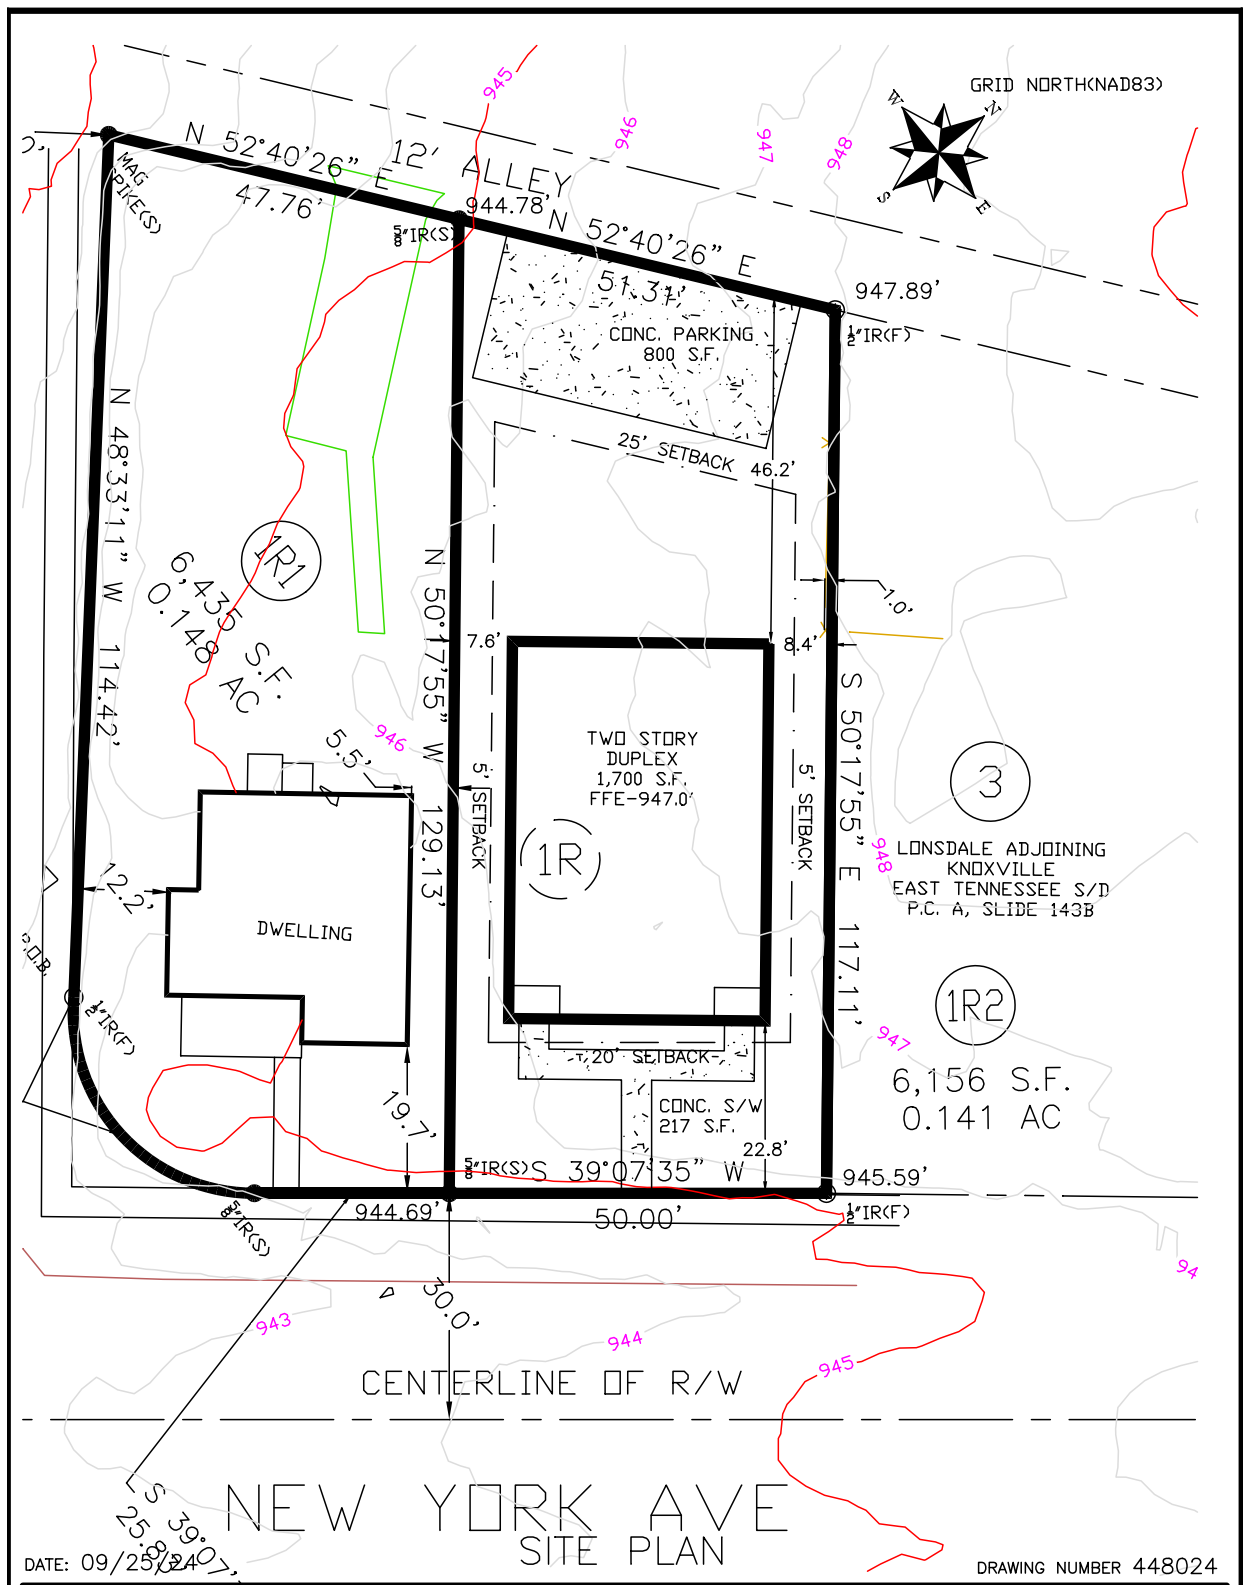 GRID NORTH(NAD83)
W
N
S
E
945
946
947
948
N 52°40'26" E
47.76'
12' ALLEY
MAG
SPIKE(S)
944.78'
5/8"IR(S)
N 52°40'26" E
51.31'
947.89'
1/2"IR(F)
CONC. PARKING
800 S.F.
25' SETBACK
46.2'
N 48°33'11" W 114.42'
1R1
6,435 S.F.
0.148 AC
N 50°17'55" W 129.13'
7.6'
8.4'
1.0'
S 50°17'55" E 117.11'
946
5.5'
TWO STORY
DUPLEX
1,700 S.F.
FFE-947.0'
5' SETBACK
5' SETBACK
1R
3
948
LONSDALE ADJOINING
KNOXVILLE
EAST TENNESSEE S/D
P.C. A, SLIDE 143B
12.2'
DWELLING
P.O.B.
1/2"IR(F)
1R2
947
6,156 S.F.
0.141 AC
20' SETBACK
19.7'
CONC. S/W
217 S.F.
22.8'
5/8"IR(S)
S 39°07'35" W
50.00'
945.59'
1/2"IR(F)
944.69'
5/8"IR(S)
94
30.0'
943
944
945
CENTERLINE OF R/W
S 39°07'
25.83'
NEW YORK AVE
SITE PLAN
DATE: 09/25/24
DRAWING NUMBER 448024